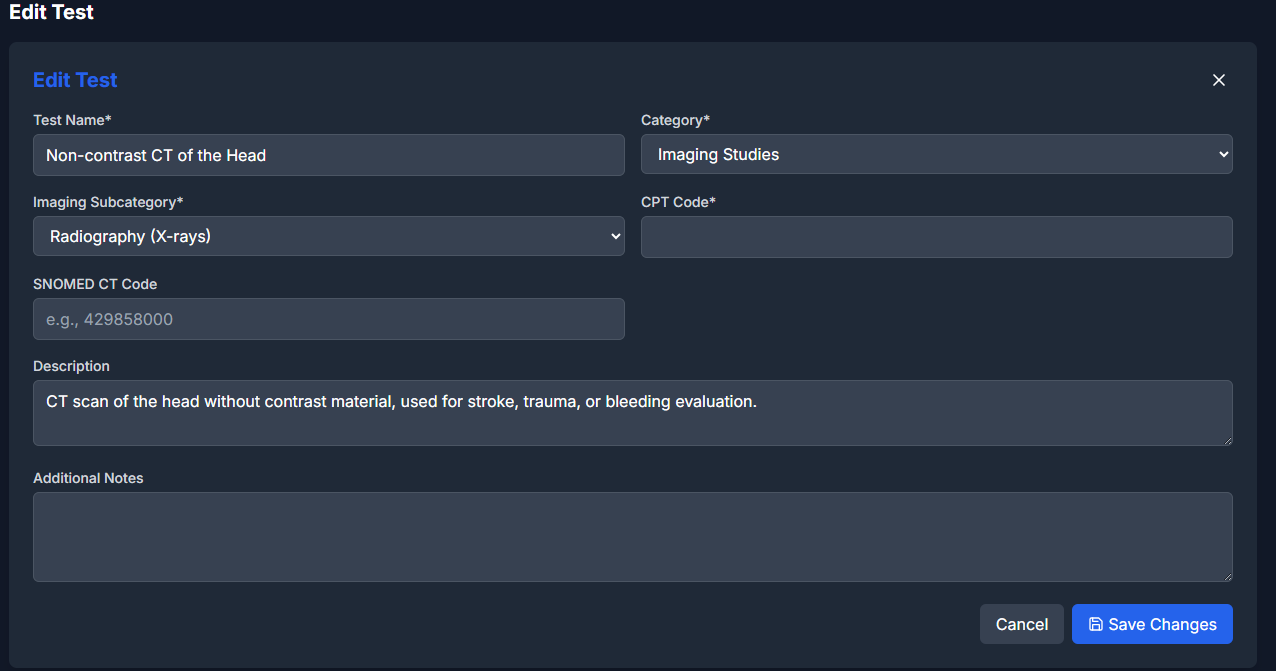 Edit Test
Edit Test
Test Name*
Category*
Non-contrast CT of the Head
Imaging Studies
Imaging Subcategory*
CPT Code*
Radiography (X-rays)
SNOMED CT Code
e.g., 429858000
Description
CT scan of the head without contrast material, used for stroke, trauma, or bleeding evaluation.
Additional Notes
Cancel
Save Changes